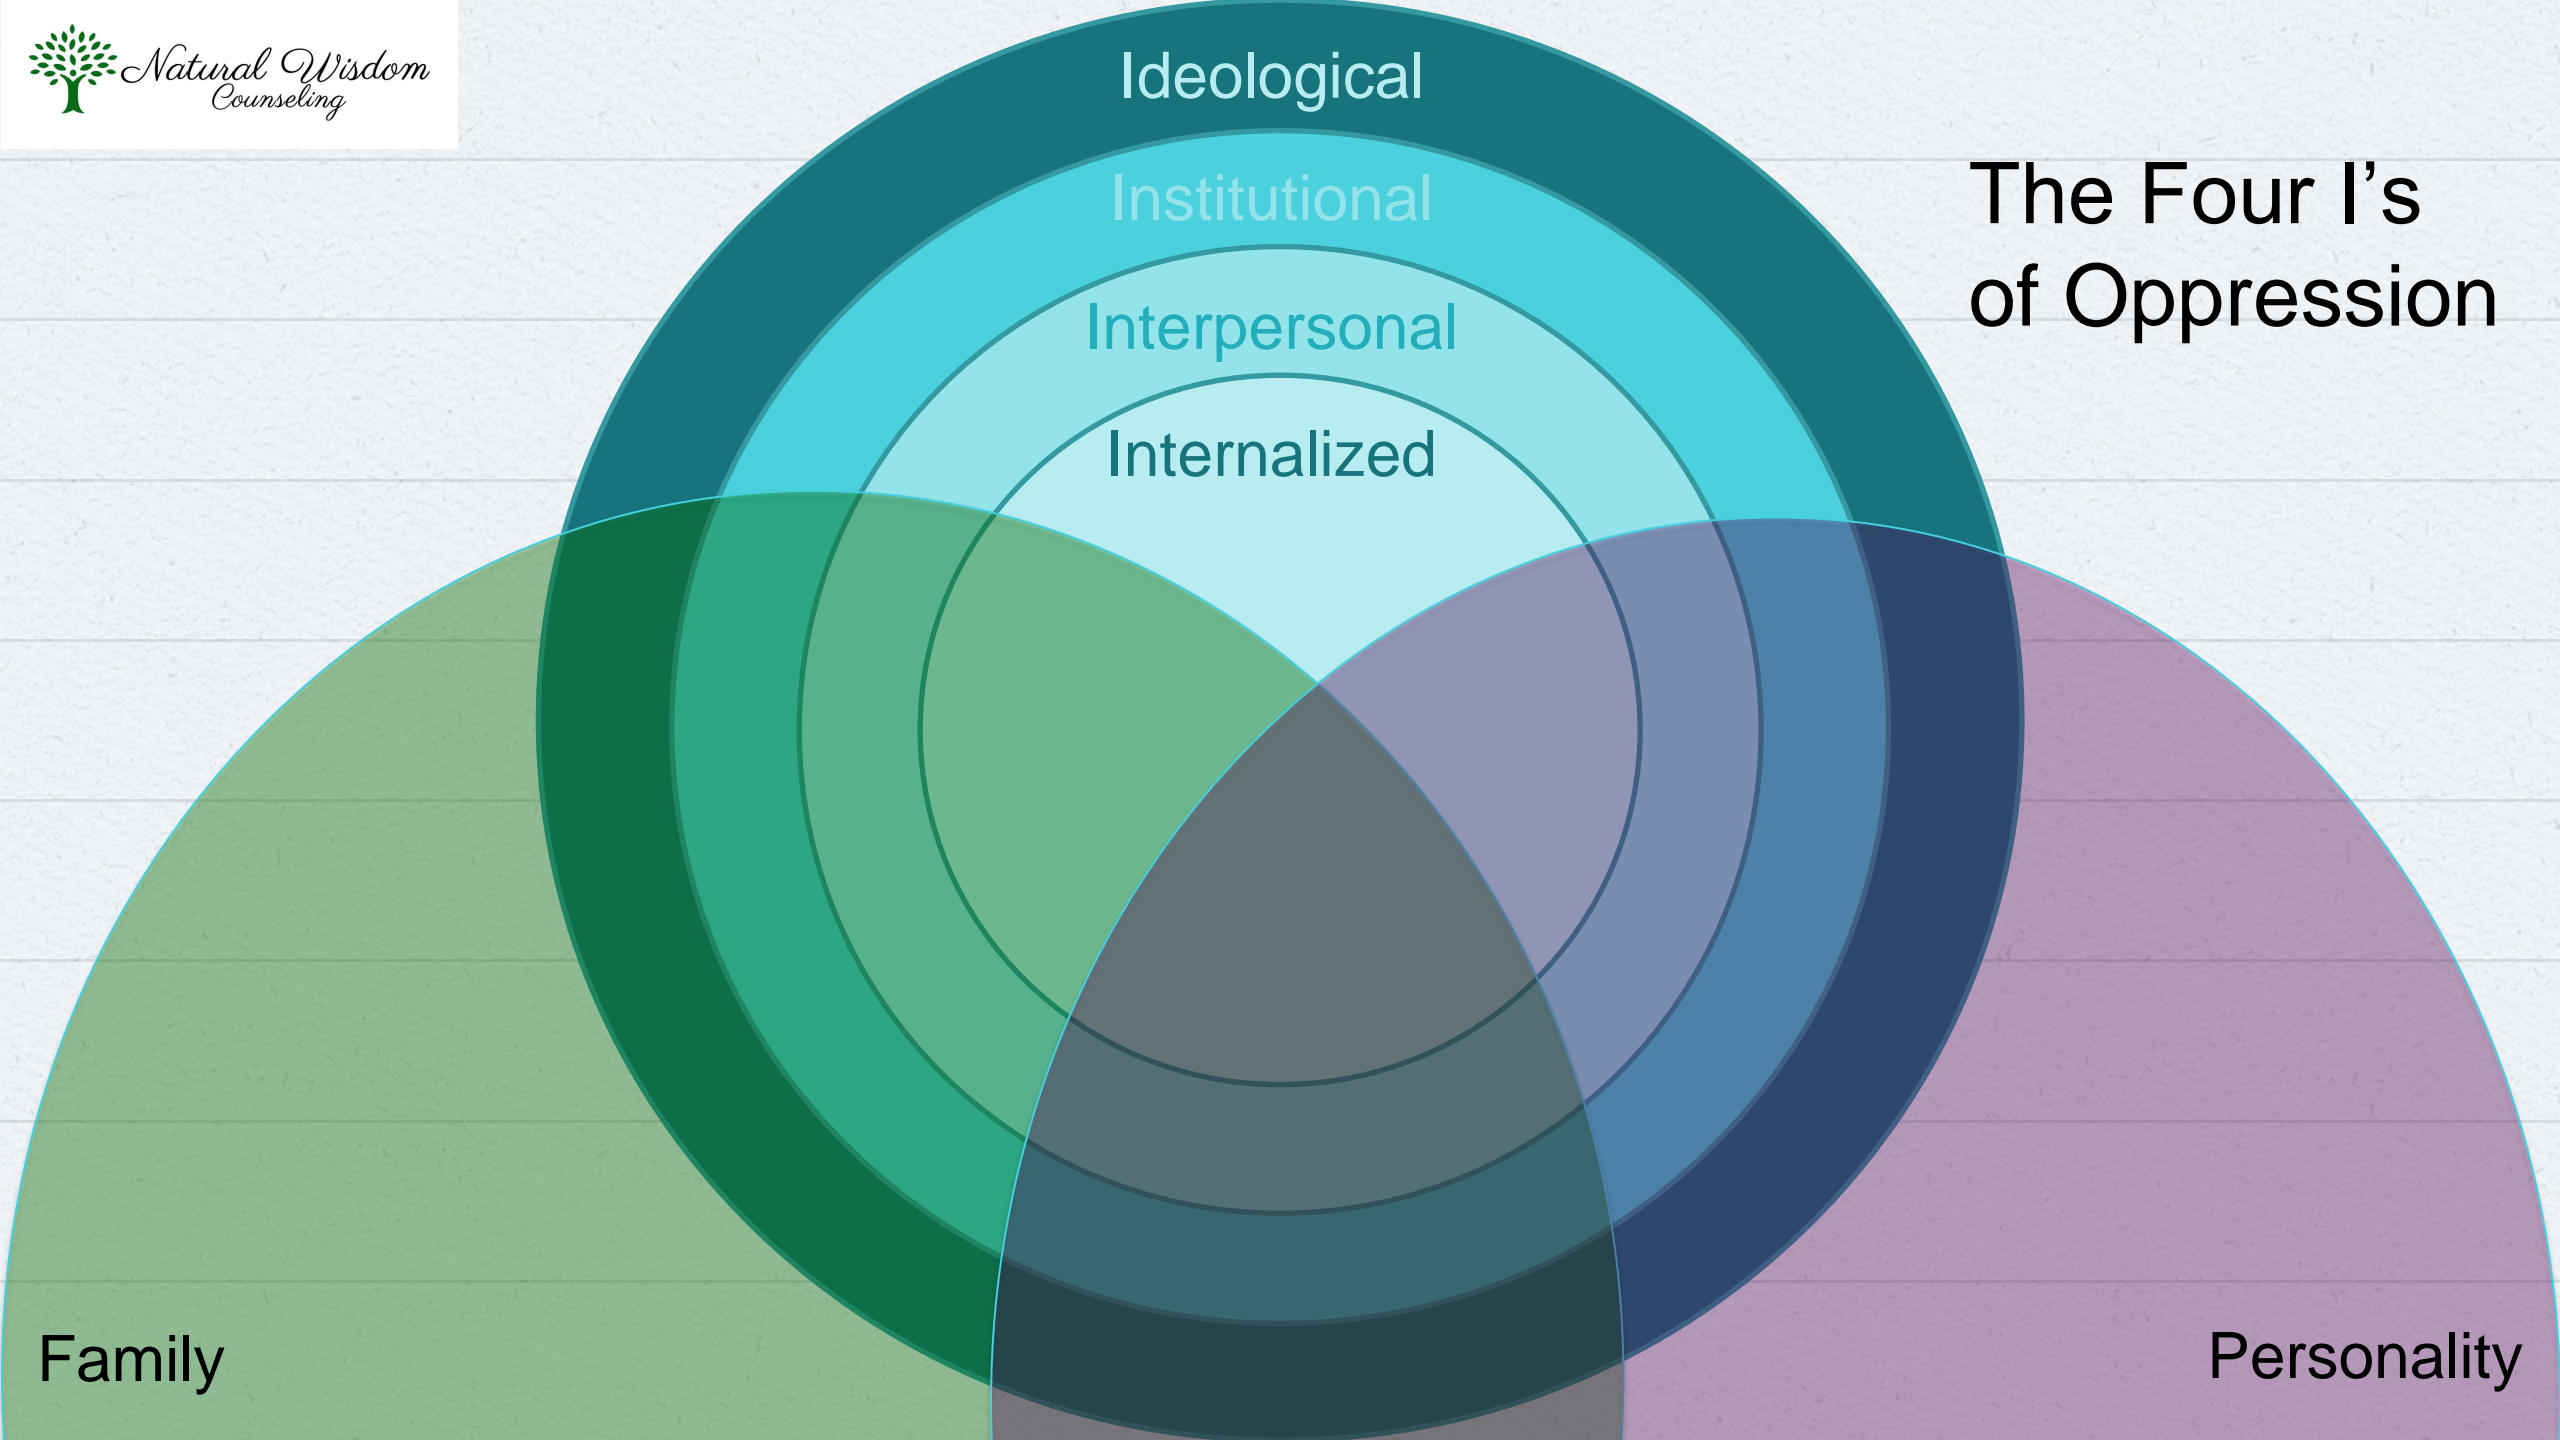 Natural Wisdom
Counseling
Ideological
Institutional
Interpersonal
Internalized
The Four I’s
of Oppression
Family
Personality